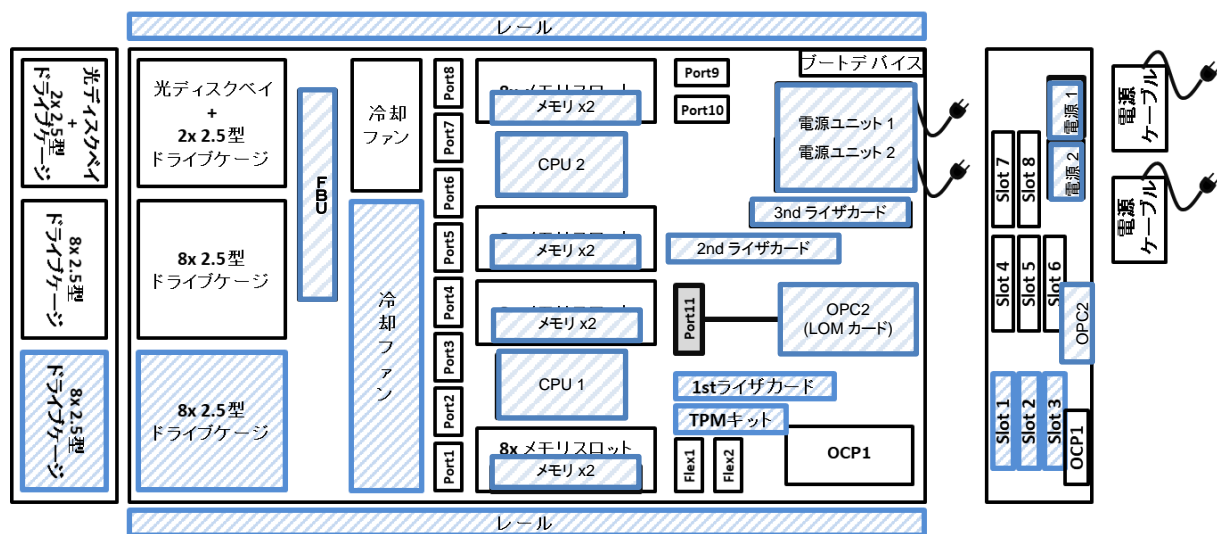 レール
光ディスクベイ
+
2x 2.5型
ドライブケージ
8x 2.5型
ドライブケージ
8x 2.5型
ドライブケージ
光ディスクベイ
+
2x 2.5型
ドライブケージ
8x 2.5型
ドライブケージ
8x 2.5型
ドライブケージ
FBU
冷却
ファン
冷却ファン
Port8
Port7
Port6
Port5
Port4
Port3
Port2
Port1
8x メモリスロット
メモリ x2
CPU 2
メモリ x2
メモリ x2
CPU 1
8x メモリスロット
メモリ x2
Port9
Port10
ブートデバイス
電源ユニット 1
電源ユニット 2
3nd ライザカード
2nd ライザカード
Port11
OPC2
(LOM カード)
1stライザカード
TPMキット
Flex1
Flex2
OCP1
レール
電源 1
電源 2
Slot 7
Slot 8
Slot 4
Slot 5
Slot 6
OPC2
Slot 1
Slot 2
Slot 3
OCP1
電源
ケーブル
電源
ケーブル